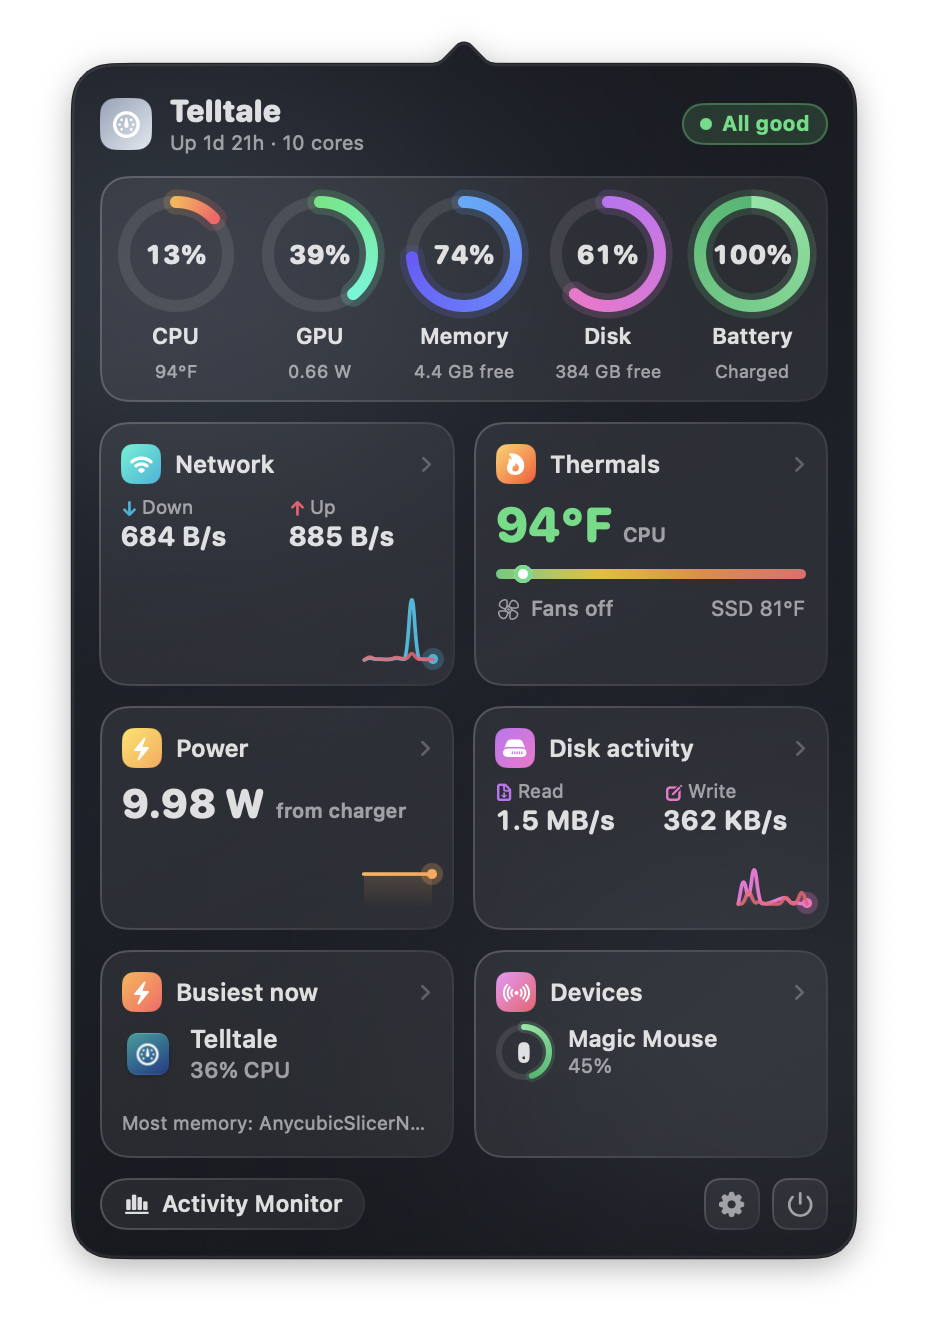 Telltale
Up 1d 21h · 10 cores
All good
13%
39%
74%
61%
100%
CPU
GPU
Memory
Disk
Battery
94°F
0.66 W
4.4 GB free
384 GB free
Charged
Network
Down
Up
684 B/s
885 B/s
Thermals
94°F CPU
Fans off
SSD 81°F
Power
9.98 W from charger
Disk activity
Read
Write
1.5 MB/s
362 KB/s
Busiest now
Telltale
36% CPU
Most memory: AnycubicSlicerN...
Devices
Magic Mouse
45%
Activity Monitor